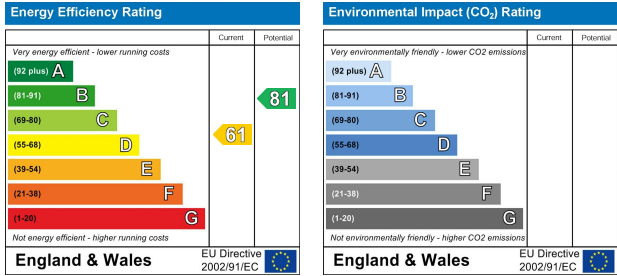 Energy Efficiency Rating
Current Potential
Very energy efficient - lower running costs
(92 plus) A
(81-91) B
81
(69-80) C
61
(55-68) D
(39-54) E
(21-38) F
(1-20) G
Not energy efficient - higher running costs
England & Wales
EU Directive
2002/91/EC
Environmental Impact (CO2) Rating
Current Potential
Very environmentally friendly - lower CO2 emissions
(92 plus) A
(81-91) B
(69-80) C
(55-68) D
(39-54) E
(21-38) F
(1-20) G
Not environmentally friendly - higher CO2 emissions
England & Wales
EU Directive
2002/91/EC